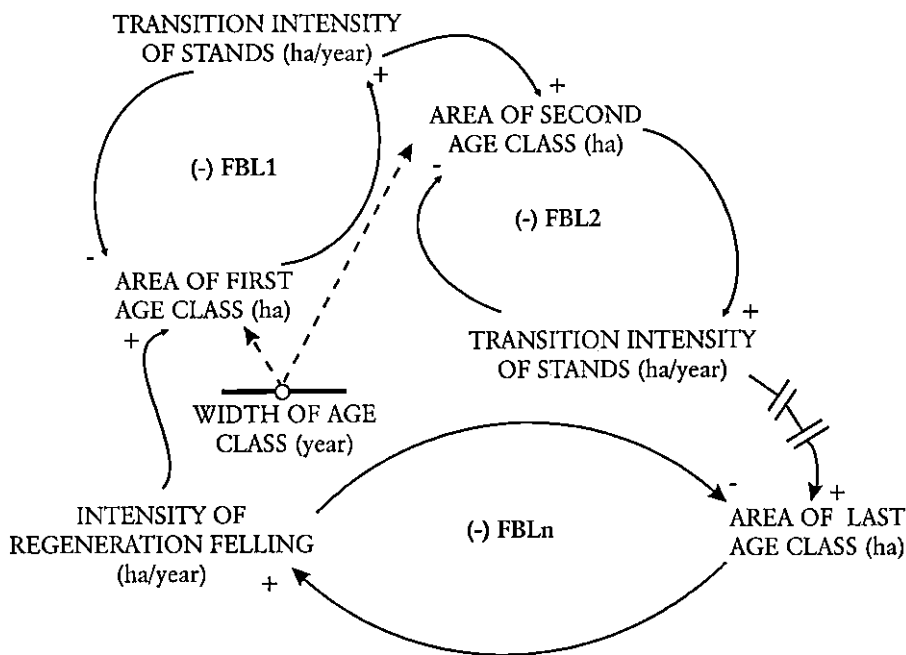 TRANSITION INTENSITY
OF STANDS (ha/year)
+
+
AREA OF SECOND
AGE CLASS (ha)
-
(-) FBL1
(-) FBL2
-
AREA OF FIRST
AGE CLASS (ha)
+
+
TRANSITION INTENSITY
OF STANDS (ha/year)
WIDTH OF AGE
CLASS (year)
-
+
INTENSITY OF
REGENERATION FELLING
(ha/year)
+
(-) FBLn
AREA OF LAST
AGE CLASS (ha)